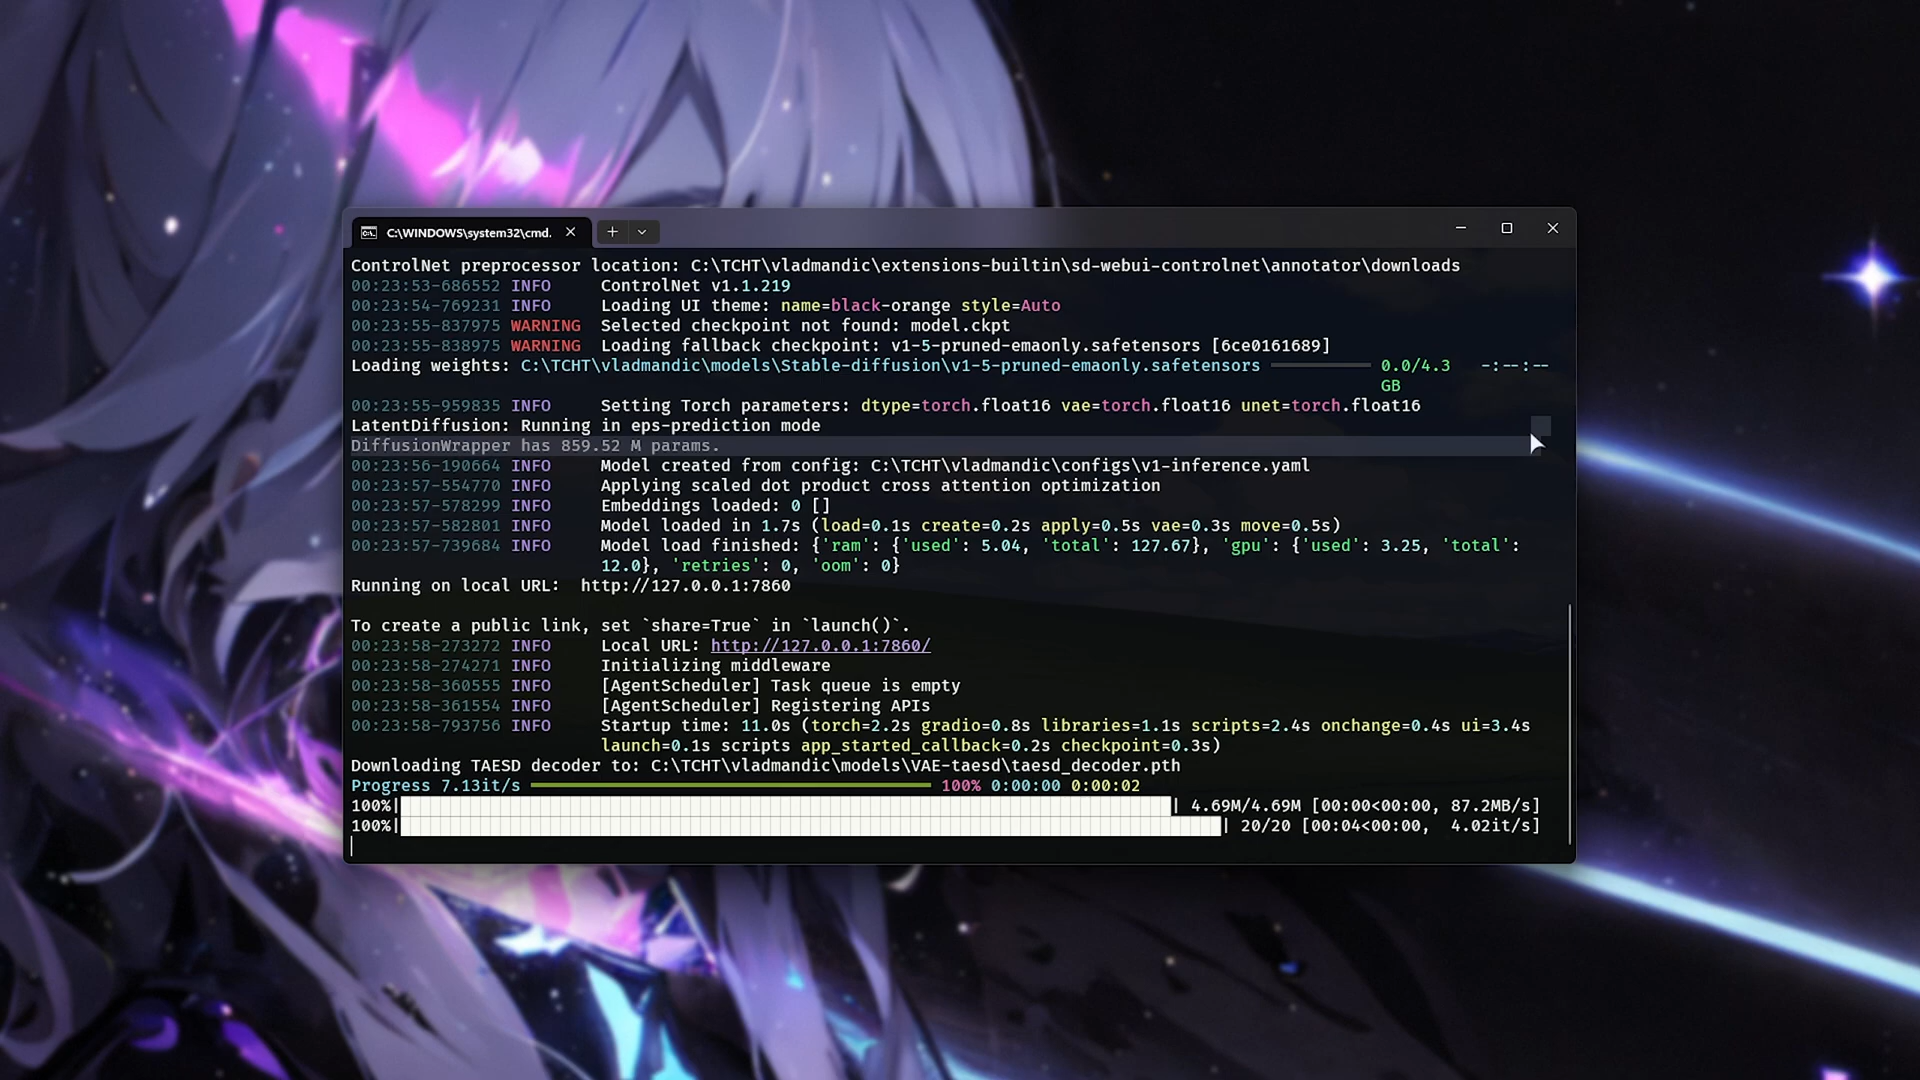 C:\WINDOWS\system32\cmd.
ControlNet preprocessor location: C:\TCHT\vladmandic\extensions-builtin\sd-webui-controlnet\annotator\downloads
00:23:53-686552 INFO     ControlNet v1.1.219
00:23:54-769231 INFO     Loading UI theme: name=black-orange style=Auto
00:23:55-837975 WARNING  Selected checkpoint not found: model.ckpt
00:23:55-838975 WARNING  Loading fallback checkpoint: v1-5-pruned-emaonly.safetensors [6ce0161689]
Loading weights: C:\TCHT\vladmandic\models\Stable-diffusion\v1-5-pruned-emaonly.safetensors 0.0/4.3 -:--:--
GB
00:23:55-959835 INFO     Setting Torch parameters: dtype=torch.float16 vae=torch.float16 unet=torch.float16
LatentDiffusion: Running in eps-prediction mode
DiffusionWrapper has 859.52 M params.
00:23:56-190664 INFO     Model created from config: C:\TCHT\vladmandic\configs\v1-inference.yaml
00:23:57-554770 INFO     Applying scaled dot product cross attention optimization
00:23:57-578299 INFO     Embeddings loaded: 0 []
00:23:57-582801 INFO     Model loaded in 1.7s (load=0.1s create=0.2s apply=0.5s vae=0.3s move=0.5s)
00:23:57-739684 INFO     Model load finished: {'ram': {'used': 5.04, 'total': 127.67}, 'gpu': {'used': 3.25, 'total':
12.0}, 'retries': 0, 'oom': 0}
Running on local URL:  http://127.0.0.1:7860
To create a public link, set `share=True` in `launch()`.
00:23:58-273272 INFO     Local URL: http://127.0.0.1:7860/
00:23:58-274271 INFO     Initializing middleware
00:23:58-360555 INFO     [AgentScheduler] Task queue is empty
00:23:58-361554 INFO     [AgentScheduler] Registering APIs
00:23:58-793756 INFO     Startup time: 11.0s (torch=2.2s gradio=0.8s libraries=1.1s scripts=2.4s onchange=0.4s ui=3.4s
launch=0.1s scripts app_started_callback=0.2s checkpoint=0.3s)
Downloading TAESD decoder to: C:\TCHT\vladmandic\models\VAE-taesd\taesd_decoder.pth
Progress 7.13it/s 100% 0:00:00 0:00:02
100%| | 4.69M/4.69M [00:00<00:00, 87.2MB/s]
100%| | 20/20 [00:04<00:00,  4.02it/s]